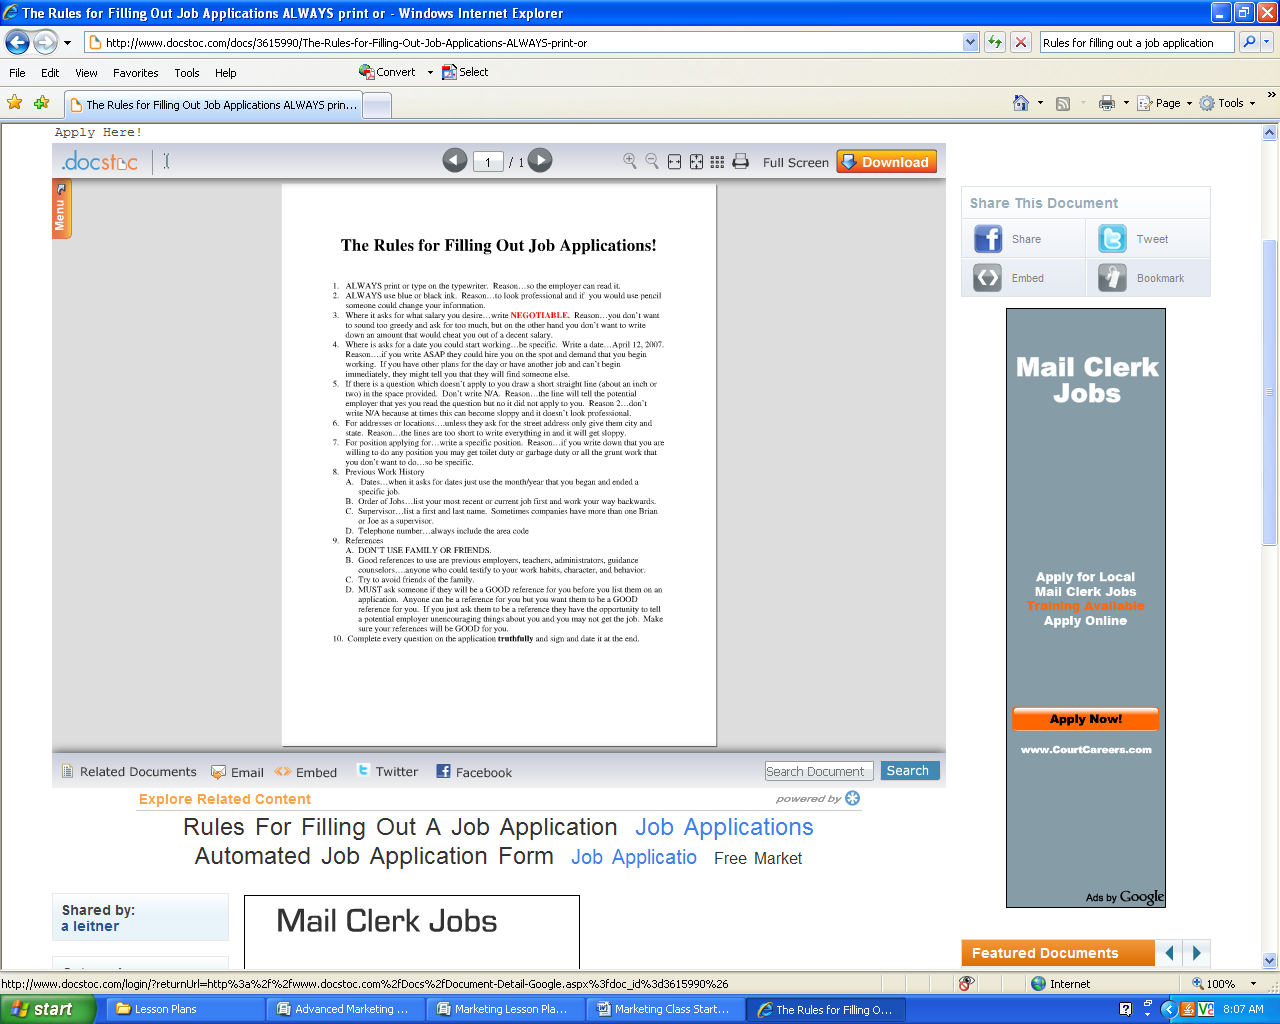 The Rules for Filling Out Job Applications ALWAYS print or - Windows Internet Explorer
http://www.docstoc.com/docs/3615990/The-Rules-for-Filling-Out-Job-Applications-ALWAYS-print-or
Rules for filling out a job application
File Edit View Favorites Tools Help Convert Select
The Rules for Filling Out Job Applications ALWAYS prin...
Page Tools
Apply Here!
.docstoc 1 / 1 Full Screen Download
Menu
The Rules for Filling Out Job Applications!
1. ALWAYS print or type on the typewriter. Reason…so the employer can read it.
2. ALWAYS use blue or black ink. Reason…to look professional and if you would use pencil
someone could change your information.
3. Where it asks for what salary you desire…write NEGOTIABLE. Reason…you don't want
to sound too greedy and ask for too much, but on the other hand you don't want to write
down an amount that would cheat you out of a decent salary.
4. Where is asks for a date you could start working…be specific. Write a date…April 12, 2007.
Reason….if you write ASAP they could hire you on the spot and demand that you begin
working. If you have other plans for the day or have another job and can't begin
immediately, they might tell you that they will find someone else.
5. If there is a question which doesn't apply to you draw a short straight line (about an inch or
two) in the space provided. Don't write N/A. Reason…the line will tell the potential
employer that yes you read the question but no it did not apply to you. Reason 2…don't
write N/A because at times this can become sloppy and it doesn't look professional.
6. For addresses or locations….unless they ask for the street address only give them city and
state. Reason…the lines are too short to write everything in and it will get sloppy.
7. For position applying for…write a specific position. Reason…if you write down that you are
willing to do any position you may get toilet duty or garbage duty or all the grunt work that
you don't want to do…so be specific.
8. Previous Work History
A. Dates…when it asks for dates just use the month/year that you began and ended a
specific job.
B. Order of Jobs…list your most recent or current job first and work your way backwards.
C. Supervisor…list a first and last name. Sometimes companies have more than one Brian
or Joe as a supervisor.
D. Telephone number…always include the area code
9. References
A. DON'T USE FAMILY OR FRIENDS.
B. Good references to use are previous employers, teachers, administrators, guidance
counselors….anyone who could testify to your work habits, character, and behavior.
C. Try to avoid friends of the family.
D. MUST ask someone if they will be a GOOD reference for you before you list them on an
application. Anyone can be a reference for you but you want them to be a GOOD
reference for you. If you just ask them to be a reference they have the opportunity to tell
a potential employer unencouraging things about you and you may not get the job. Make
sure your references will be GOOD for you.
10. Complete every question on the application truthfully and sign and date it at the end.
Related Documents Email Embed Twitter Facebook Search Document Search
Explore Related Content powered by
Rules For Filling Out A Job Application Job Applications
Automated Job Application Form Job Applicatio Free Market
Shared by:
a leitner
Mail Clerk Jobs
Share This Document
Share Tweet
Embed Bookmark
Mail Clerk
Jobs
Apply for Local
Mail Clerk Jobs
Training Available
Apply Online
Apply Now!
www.CourtCareers.com
Ads by Google
Featured Documents
http://www.docstoc.com/login/?returnUrl=http%3a%2f%2fwww.docstoc.com%2fDocs%2fDocument-Detail-Google.aspx%3fdoc_id%3d3615990%26 Internet 100%
start Lesson Plans Advanced Marketing ... Marketing Lesson Pla... Marketing Class Start... The Rules for Filling O... 8:07 AM